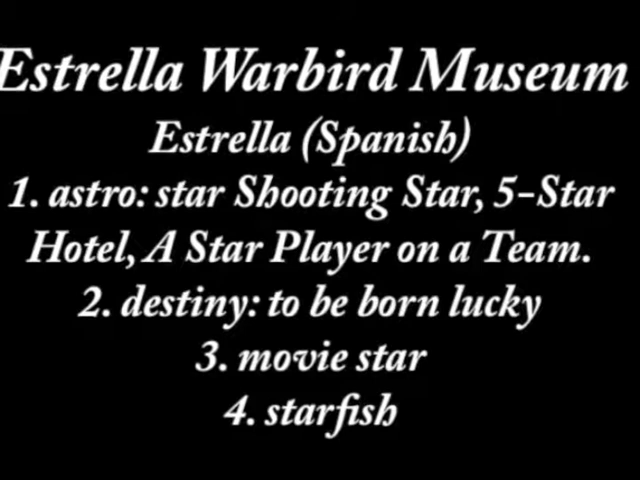 Estrella Warbird Museum
Estrella (Spanish)
1. astro: star Shooting Star, 5-Star
Hotel, A Star Player on a Team.
2. destiny: to be born lucky
3. movie star
4. starfish